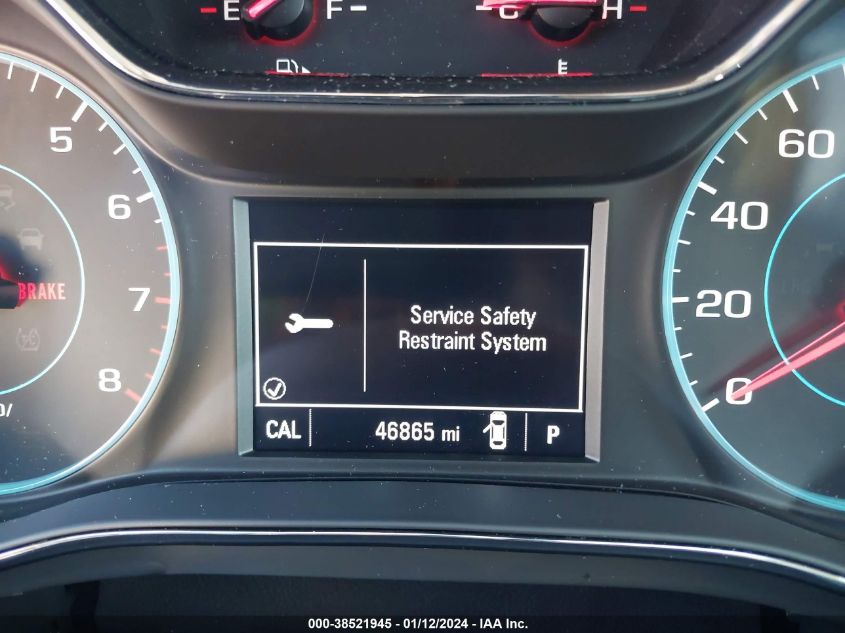 E F C H
5
6
7
8
BRAKE
60
40
20
0
Service Safety
Restraint System
CAL 46865 mi P
000-38521945 - 01/12/2024 - IAA Inc.